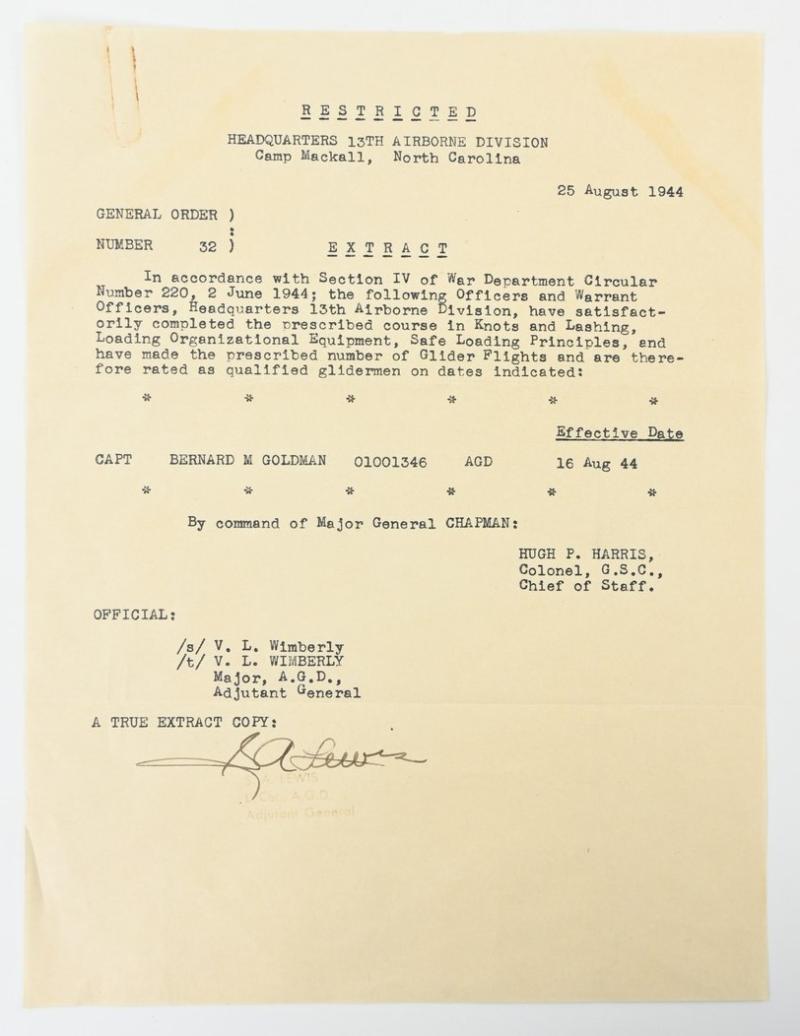 R E S T R I C T E D
HEADQUARTERS 13TH AIRBORNE DIVISION
Camp Mackall, North Carolina
25 August 1944
GENERAL ORDER )
:
NUMBER 32 ) E X T R A C T
In accordance with Section IV of War Department Circular
Number 220, 2 June 1944; the following Officers and Warrant
Officers, Headquarters 13th Airborne Division, have satisfact-
orily completed the prescribed course in Knots and Lashing,
Loading Organizational Equipment, Safe Loading Principles, and
have made the prescribed number of Glider Flights and are there-
fore rated as qualified glidermen on dates indicated:
* * * * * *
Effective Date
CAPT BERNARD M GOLDMAN 01001346 AGD 16 Aug 44
* * * * * *
By command of Major General CHAPMAN:
HUGH P. HARRIS,
Colonel, G.S.C.,
Chief of Staff.
OFFICIAL:
/s/ V. L. Wimberly
/t/ V. L. WIMBERLY
Major, A.G.D.,
Adjutant General
A TRUE EXTRACT COPY:
A Lewis
A. LEWIS
A.G.D.
Adjutant General